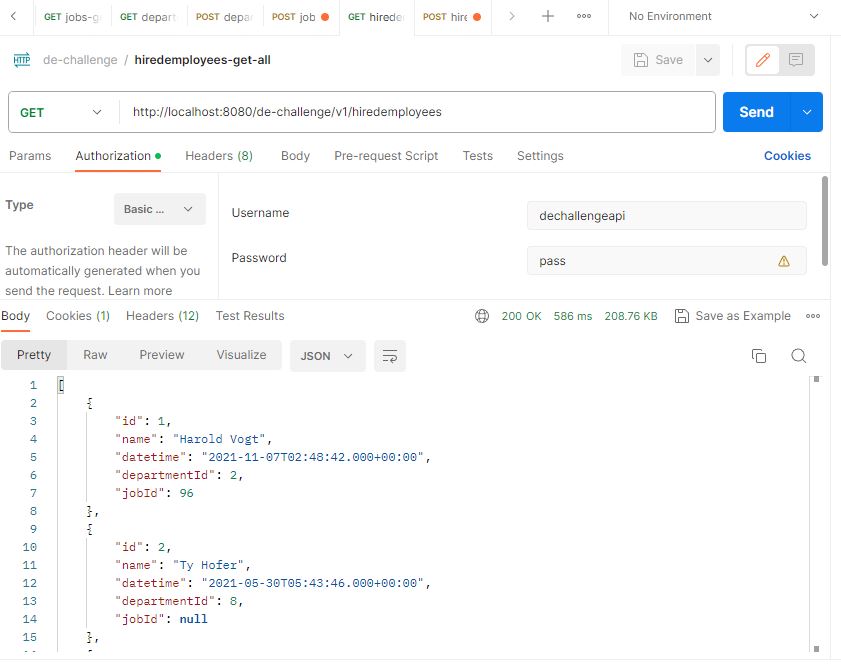 GET jobs-g GET depart POST depa POST job GET hirede POST hire No Environment
HTTP de-challenge / hiredemployees-get-all Save
GET http://localhost:8080/de-challenge/v1/hiredemployees Send
Params Authorization Headers (8) Body Pre-request Script Tests Settings Cookies
Type Basic ... Username dechallengeapi
The authorization header will be Password pass
automatically generated when you
send the request. Learn more
Body Cookies (1) Headers (12) Test Results 200 OK 586 ms 208.76 KB Save as Example
Pretty Raw Preview Visualize JSON
1 [
2 {
3 "id": 1,
4 "name": "Harold Vogt",
5 "datetime": "2021-11-07T02:48:42.000+00:00",
6 "departmentId": 2,
7 "jobId": 96
8 },
9 {
10 "id": 2,
11 "name": "Ty Hofer",
12 "datetime": "2021-05-30T05:43:46.000+00:00",
13 "departmentId": 8,
14 "jobId": null
15 },